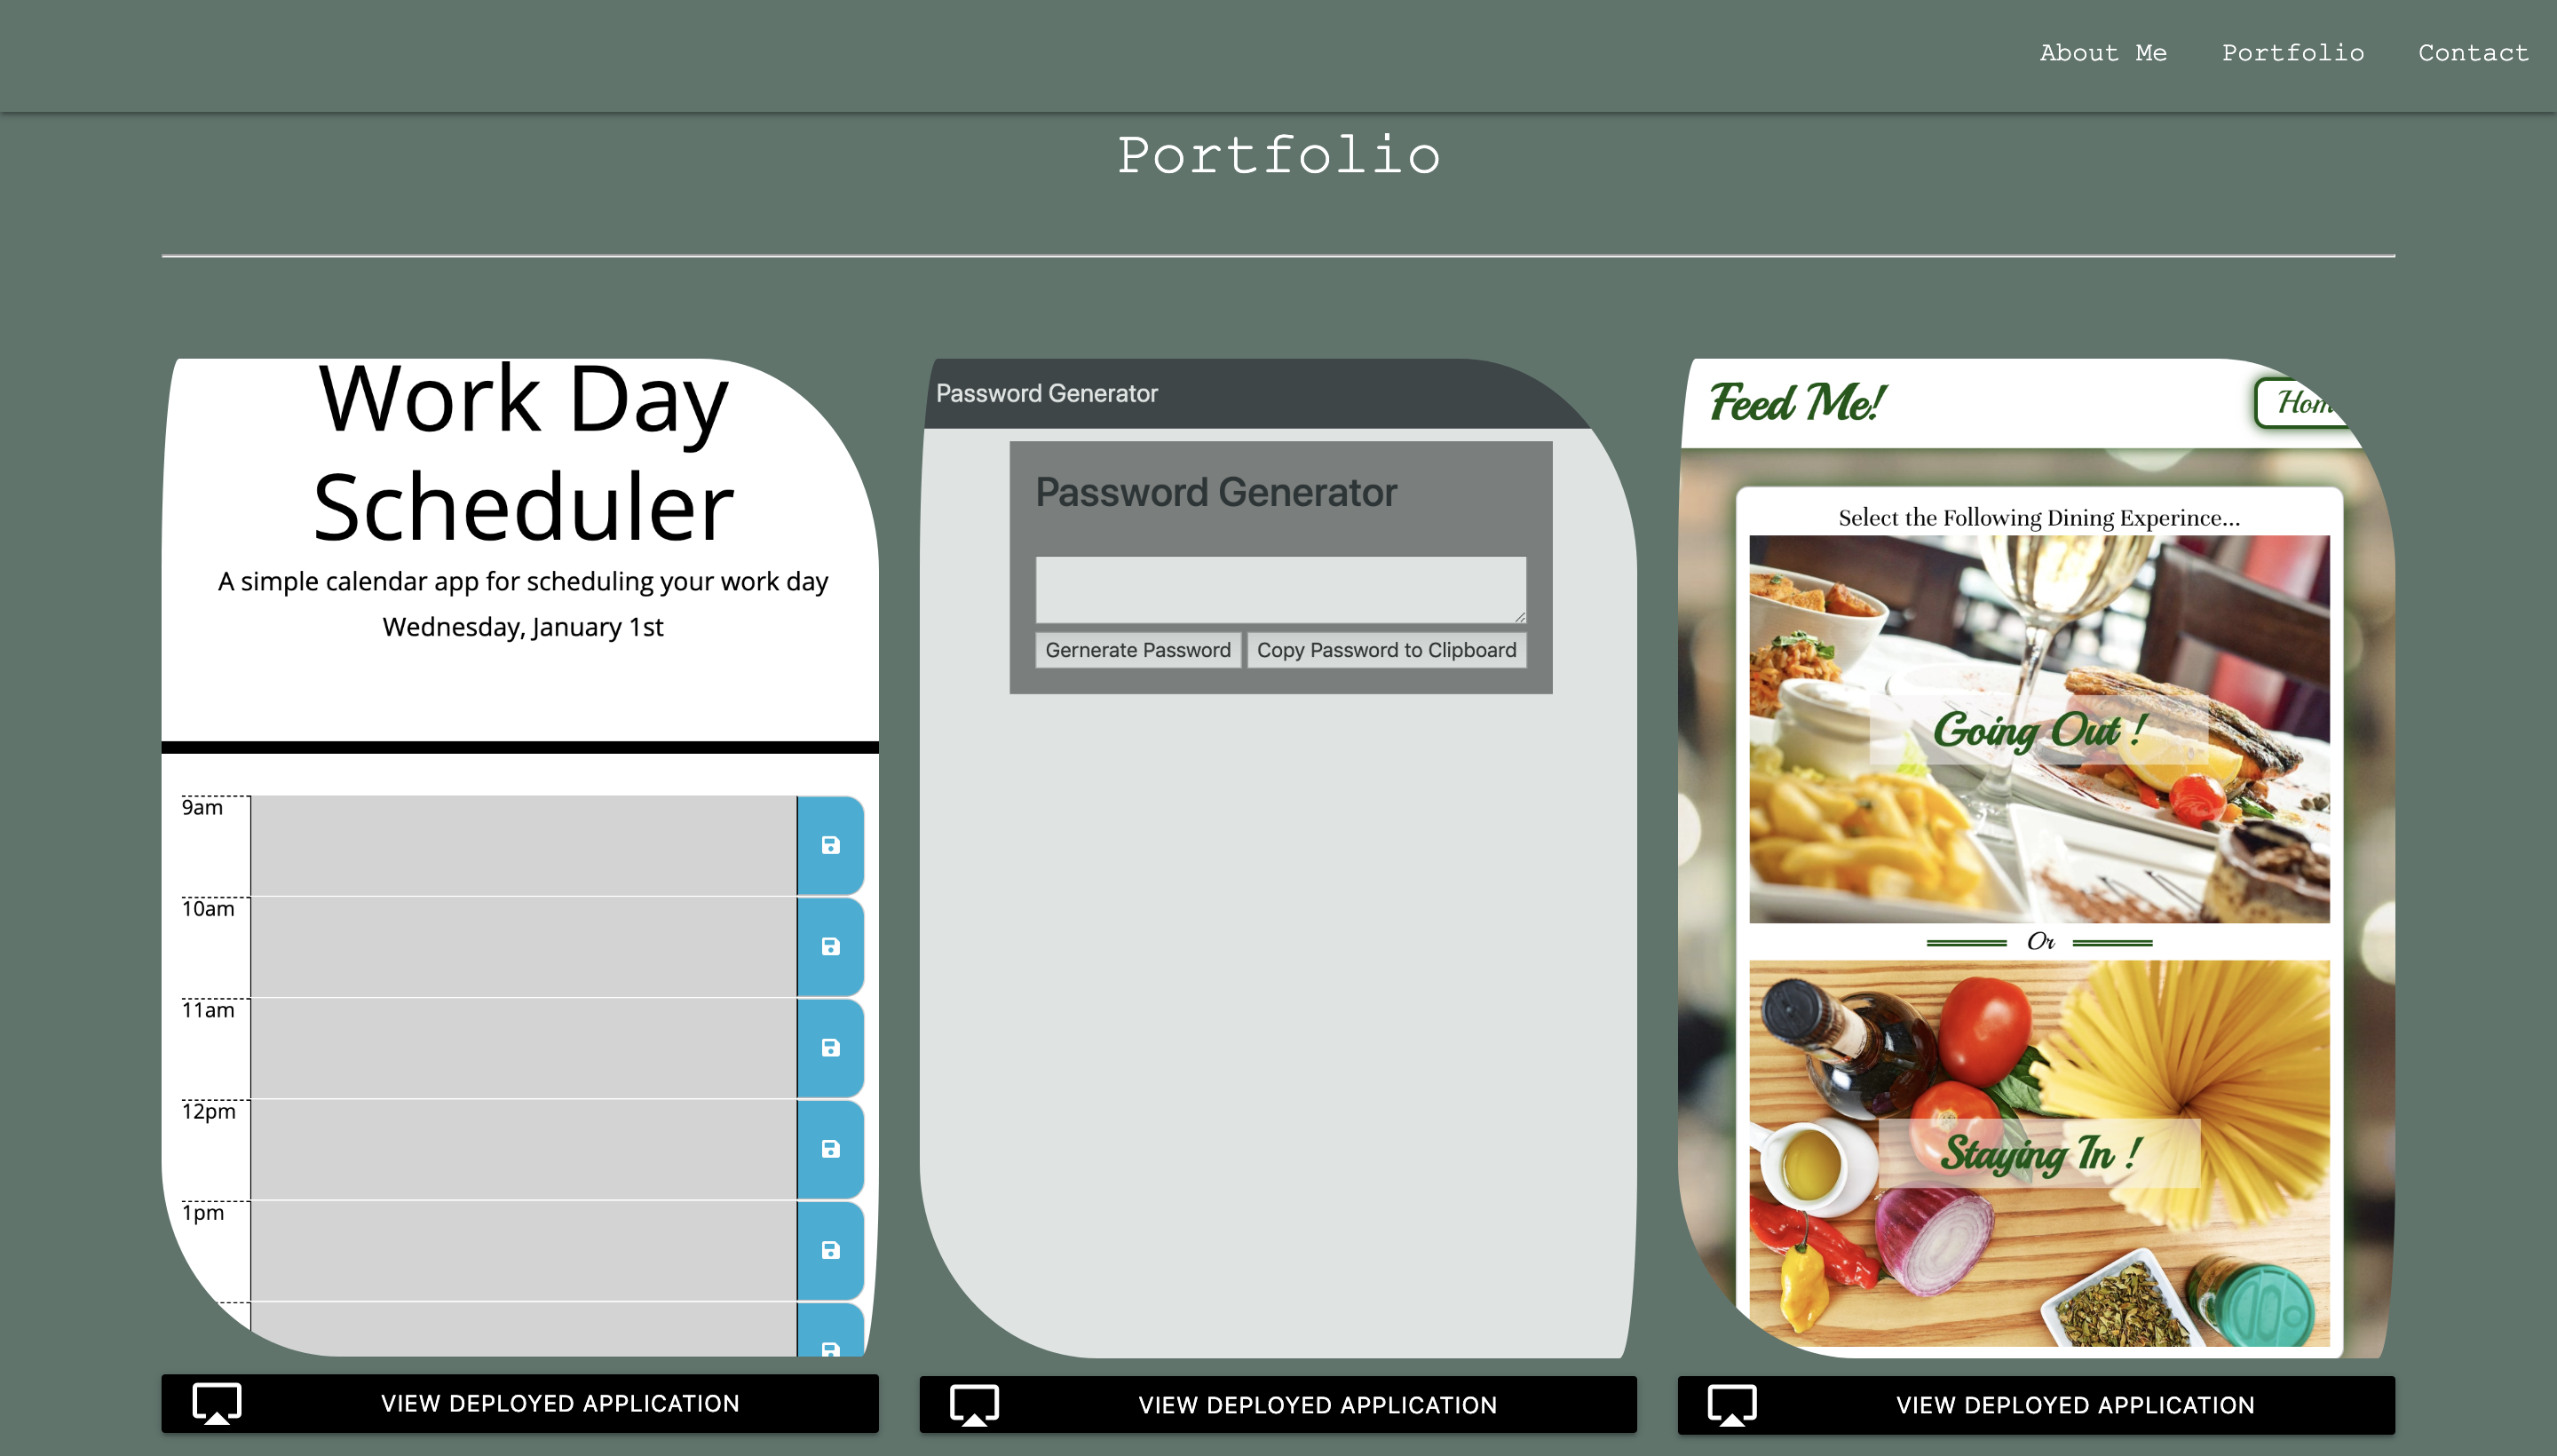 About Me Portfolio Contact
Portfolio
Work Day
Scheduler
A simple calendar app for scheduling your work day
Wednesday, January 1st
9am
10am
11am
12pm
1pm
VIEW DEPLOYED APPLICATION
Password Generator
Password Generator
Gernerate Password Copy Password to Clipboard
VIEW DEPLOYED APPLICATION
Feed Me!
Select the Following Dining Experince...
Going Out !
Or
Staying In !
VIEW DEPLOYED APPLICATION